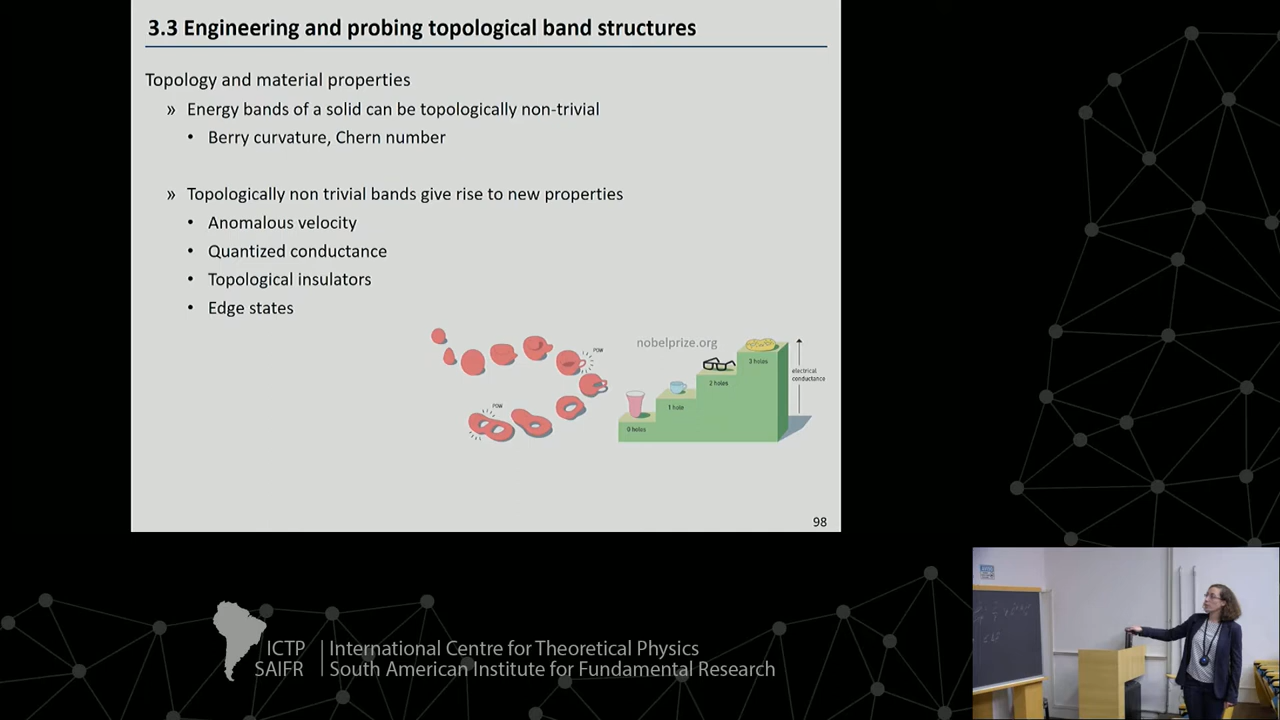 3.3 Engineering and probing topological band structures
Topology and material properties
» Energy bands of a solid can be topologically non-trivial
• Berry curvature, Chern number
» Topologically non trivial bands give rise to new properties
• Anomalous velocity
• Quantized conductance
• Topological insulators
• Edge states
nobelprize.org
POW
POW
3 holes
2 holes
1 hole
0 holes
electrical
conductance
98
ICTP
SAIFR
International Centre for Theoretical Physics
South American Institute for Fundamental Research